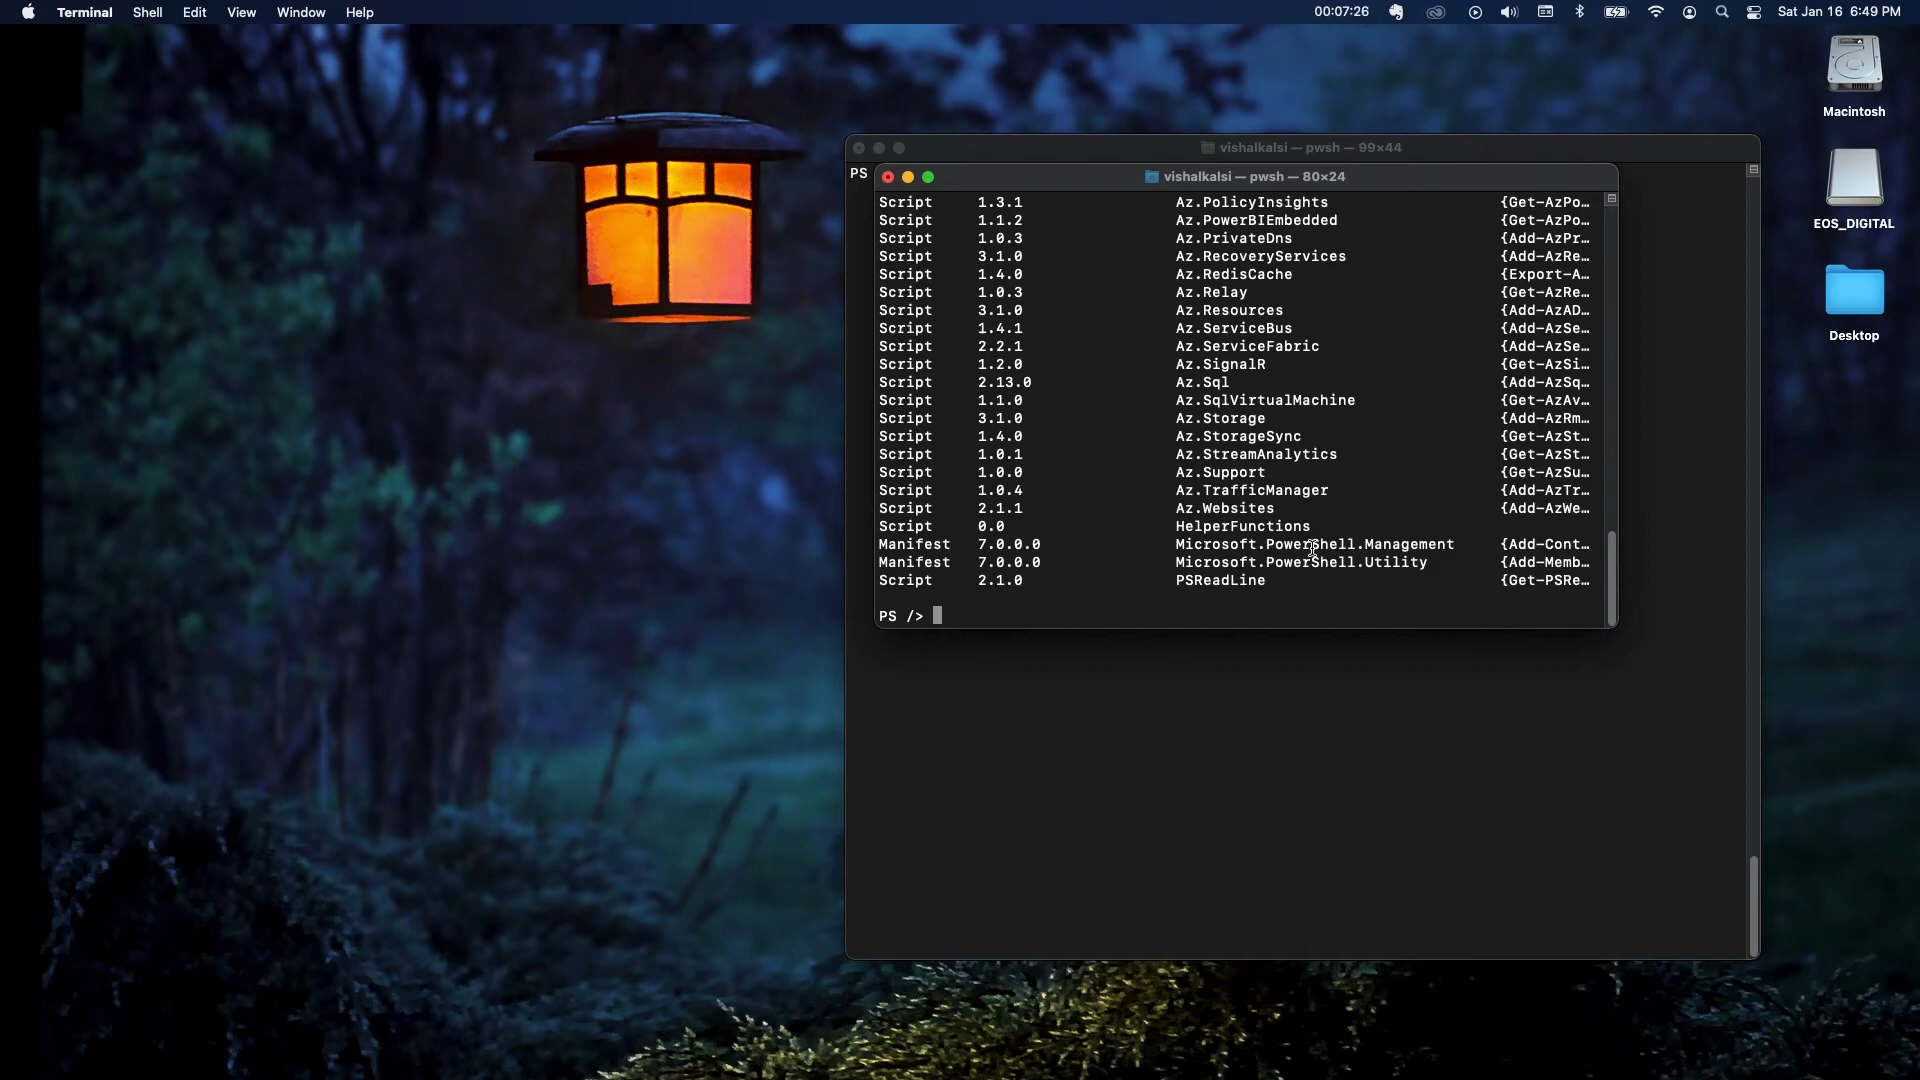 Terminal Shell Edit View Window Help 00:07:26 Sat Jan 16 6:49 PM
Macintosh
EOS_DIGITAL
Desktop
vishalkalsi — pwsh — 99×44
PS
vishalkalsi — pwsh — 80×24
Script 1.3.1 Az.PolicyInsights {Get-AzPo…
Script 1.1.2 Az.PowerBIEmbedded {Get-AzPo…
Script 1.0.3 Az.PrivateDns {Add-AzPr…
Script 3.1.0 Az.RecoveryServices {Add-AzRe…
Script 1.4.0 Az.RedisCache {Export-A…
Script 1.0.3 Az.Relay {Get-AzRe…
Script 3.1.0 Az.Resources {Add-AzAD…
Script 1.4.1 Az.ServiceBus {Add-AzSe…
Script 2.2.1 Az.ServiceFabric {Add-AzSe…
Script 1.2.0 Az.SignalR {Get-AzSi…
Script 2.13.0 Az.Sql {Add-AzSq…
Script 1.1.0 Az.SqlVirtualMachine {Get-AzAv…
Script 3.1.0 Az.Storage {Add-AzRm…
Script 1.4.0 Az.StorageSync {Get-AzSt…
Script 1.0.1 Az.StreamAnalytics {Get-AzSt…
Script 1.0.0 Az.Support {Get-AzSu…
Script 1.0.4 Az.TrafficManager {Add-AzTr…
Script 2.1.1 Az.Websites {Add-AzWe…
Script 0.0 HelperFunctions
Manifest 7.0.0.0 Microsoft.PowerShell.Management {Add-Cont…
Manifest 7.0.0.0 Microsoft.PowerShell.Utility {Add-Memb…
Script 2.1.0 PSReadLine {Get-PSRe…
PS />